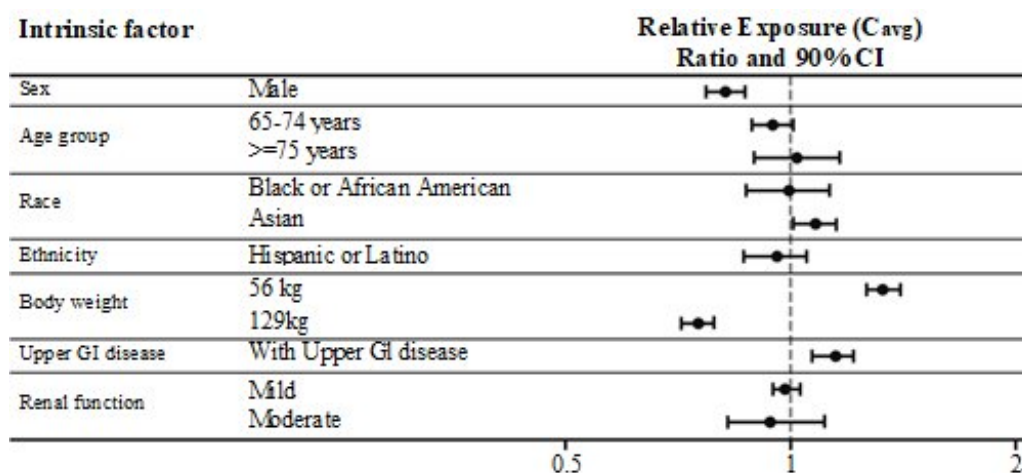 Intrinsic factor
Relative Exposure (Cavg)
Ratio and 90%CI
Sex Male
Age group 65-74 years
>=75 years
Race Black or African American
Asian
Ethnicity Hispanic or Latino
Body weight 56 kg
129kg
Upper GI disease With Upper GI disease
Renal function Mild
Moderate
0.5 1 2